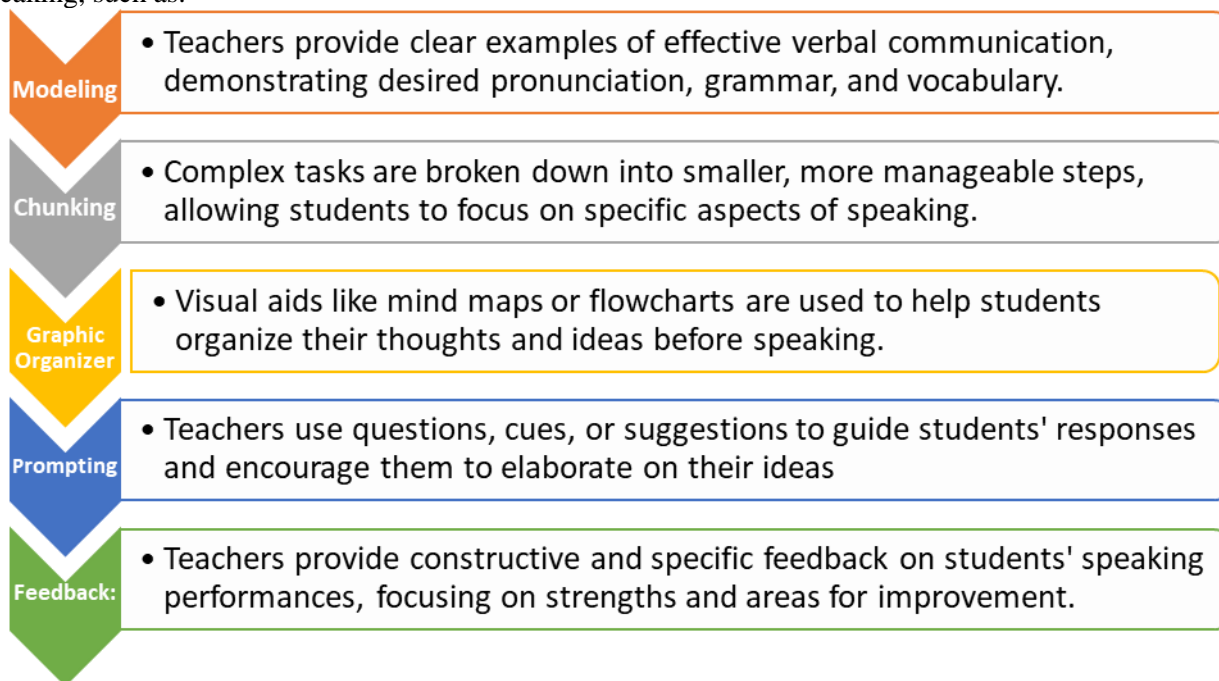 such as:
Modeling
• Teachers provide clear examples of effective verbal communication,
demonstrating desired pronunciation, grammar, and vocabulary.
Chunking
• Complex tasks are broken down into smaller, more manageable steps,
allowing students to focus on specific aspects of speaking.
Graphic
Organizer
• Visual aids like mind maps or flowcharts are used to help students
organize their thoughts and ideas before speaking.
Prompting
• Teachers use questions, cues, or suggestions to guide students' responses
and encourage them to elaborate on their ideas
Feedback:
• Teachers provide constructive and specific feedback on students' speaking
performances, focusing on strengths and areas for improvement.